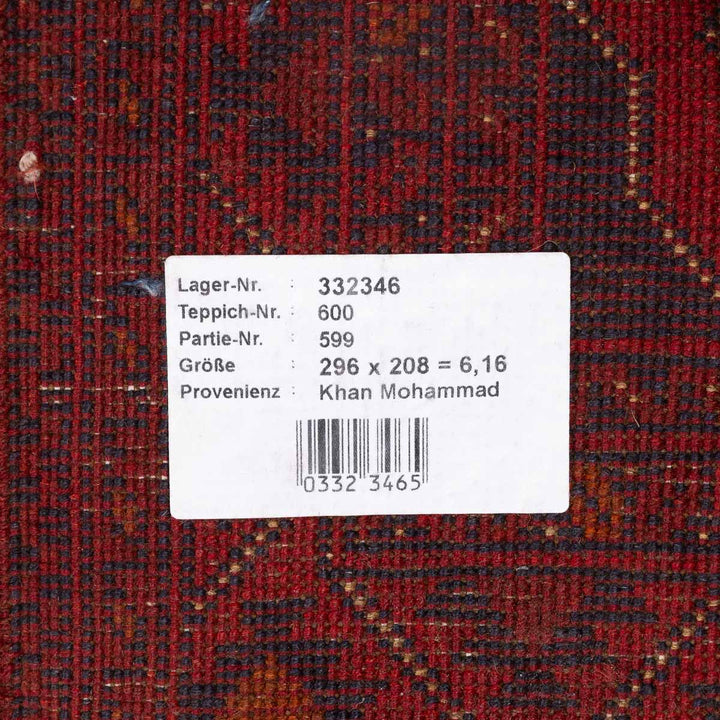 Lager-Nr. : 332346
Teppich-Nr. : 600
Partie-Nr. : 599
Größe : 296 x 208 = 6,16
Provenienz : Khan Mohammad
0332 3465